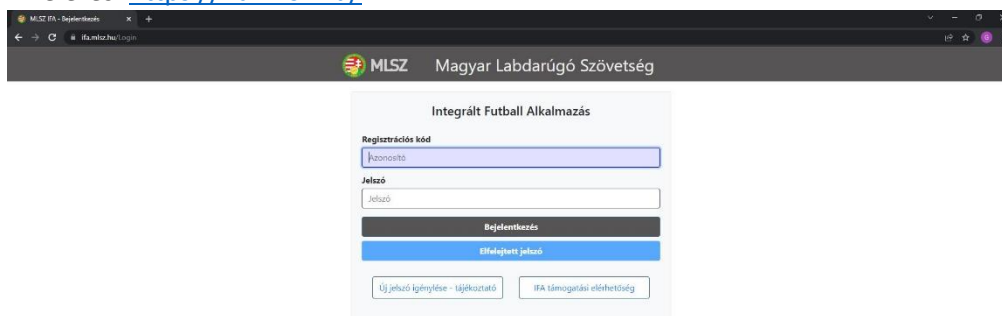 MLSZ IFA - Bejelentkezés
ifa.mlsz.hu/Login
MLSZ Magyar Labdarúgó Szövetség
Integrált Futball Alkalmazás
Regisztrációs kód
Azonosító
Jelszó
Jelszó
Bejelentkezés
Elfelejtett jelszó
Új jelszó igénylése - tájékoztató IFA támogatási elérhetőség